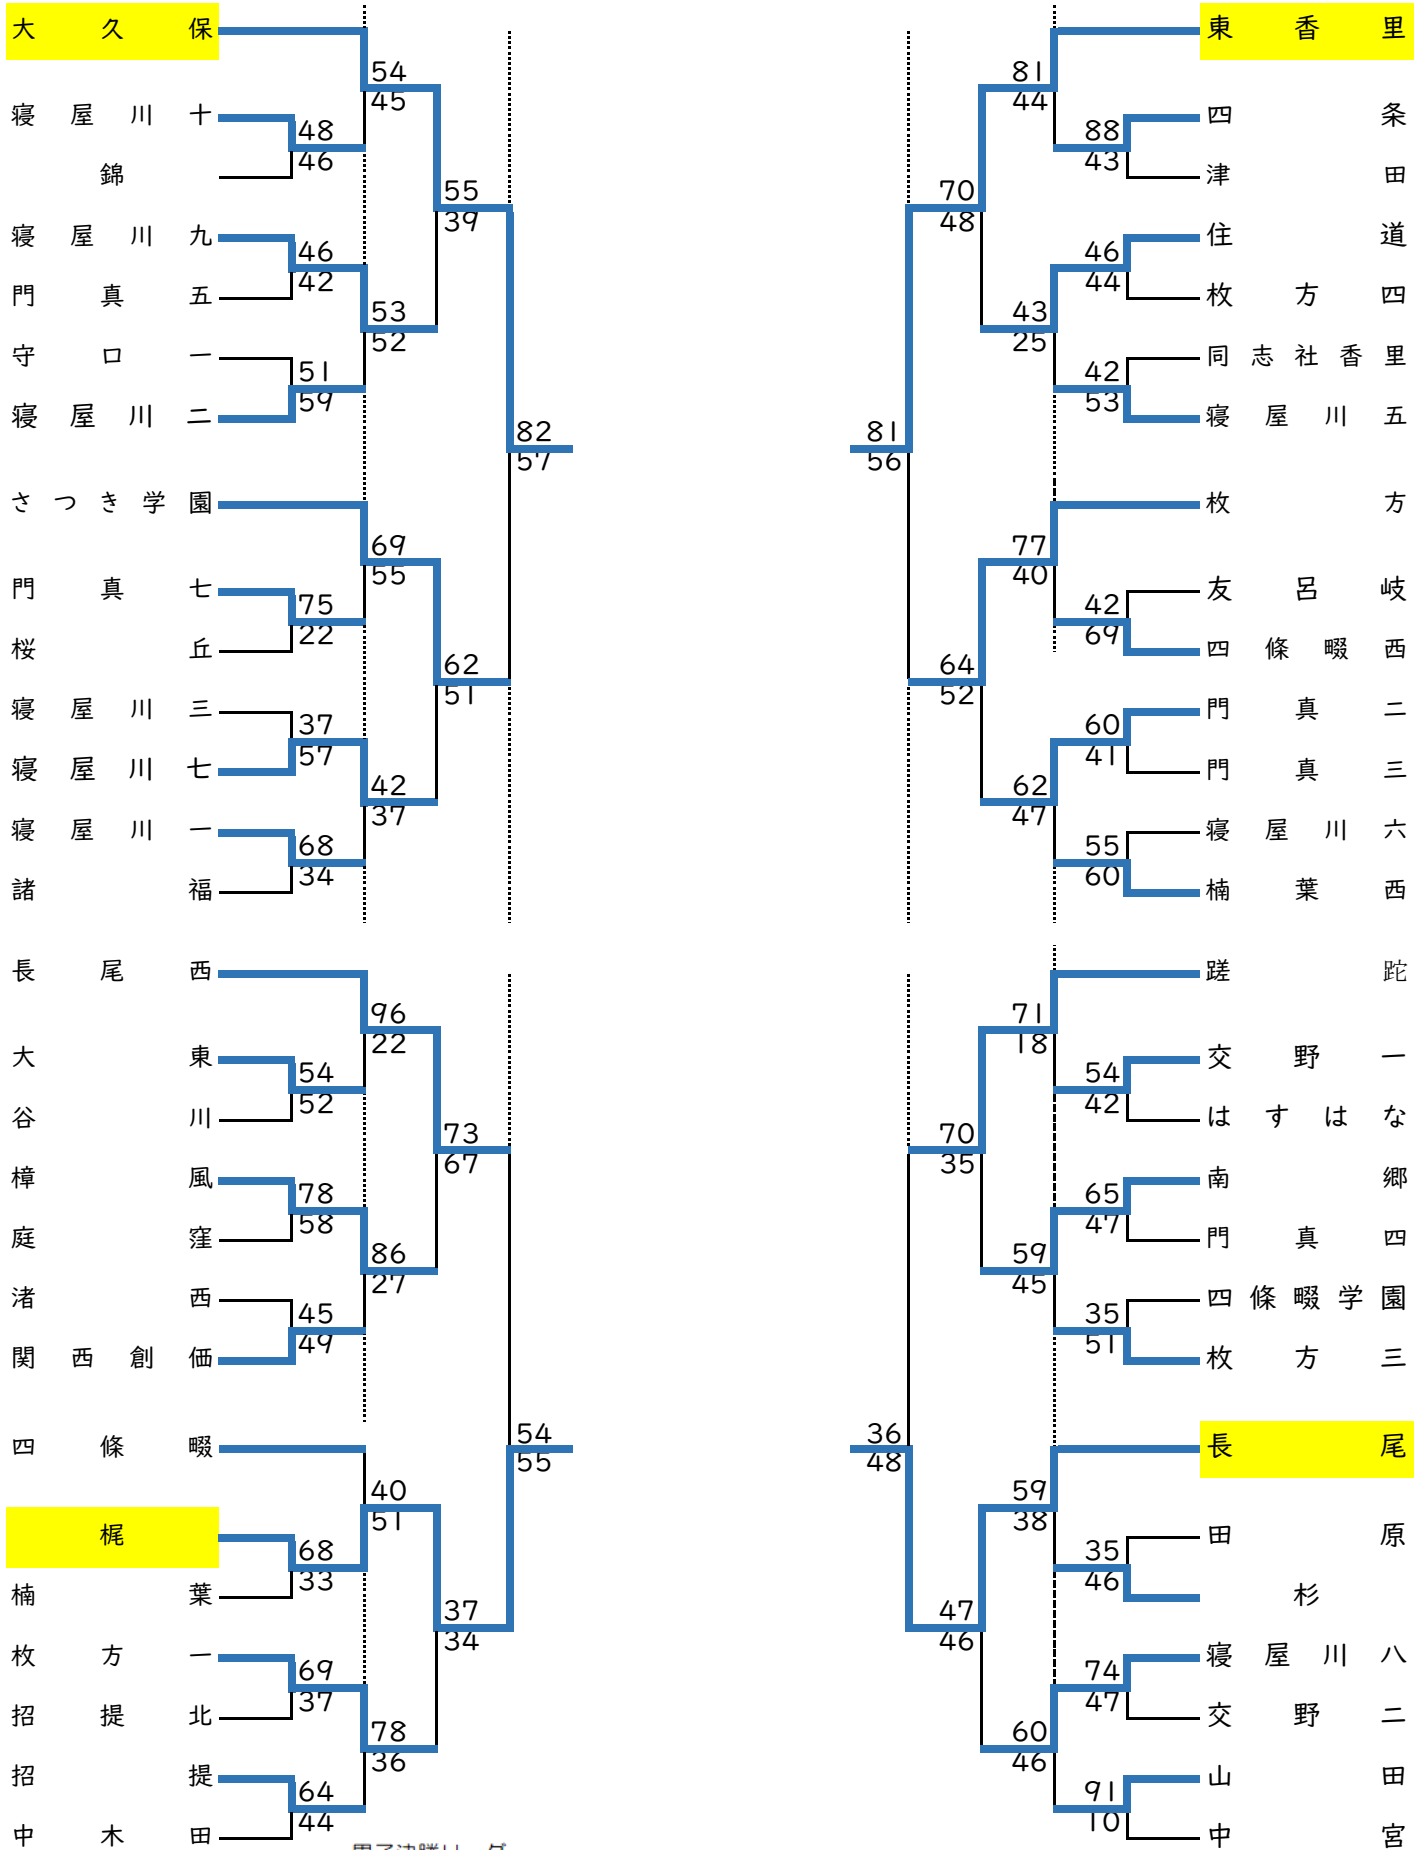 大久保
54
45
寝屋川十
48
46
錦
55
39
寝屋川九
46
42
門真五
53
52
守口一
51
59
寝屋川二
82
57
さつき学園
69
55
門真七
75
22
桜丘
62
51
寝屋川三
37
57
寝屋川七
42
37
寝屋川一
68
34
諸福
長尾西
96
22
大東
54
52
谷川
73
67
樟風
78
58
庭窪
86
27
渚西
45
49
関西創価
54
55
四條畷
40
51
梶
68
33
楠葉
37
34
枚方一
69
37
招提北
78
36
招提
64
44
中木田
東香里
81
44
四条
88
43
津田
70
48
住道
46
44
枚方四
43
25
同志社香里
42
53
寝屋川五
81
56
枚方
77
40
友呂岐
42
69
四條畷西
64
52
門真二
60
41
門真三
62
47
寝屋川六
55
60
楠葉西
蹉跎
71
18
交野一
54
42
はすはな
70
35
南郷
65
47
門真四
59
45
四條畷学園
35
51
枚方三
36
48
長尾
59
38
田原
35
46
杉
47
46
寝屋川八
74
47
交野二
60
46
山田
91
10
中宮